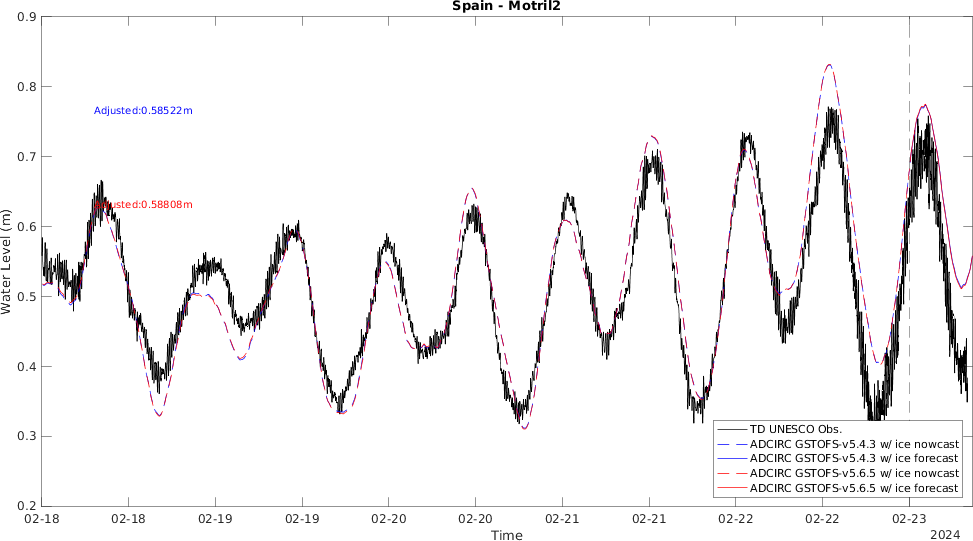 Spain - Motril2
0.9
0.8
0.7
0.6
0.5
0.4
0.3
0.2
Water Level (m)
Adjusted:0.58522m
Adjusted:0.58808m
TD UNESCO Obs.
ADCIRC GSTOFS-v5.4.3 w/ ice nowcast
ADCIRC GSTOFS-v5.4.3 w/ ice forecast
ADCIRC GSTOFS-v5.6.5 w/ ice nowcast
ADCIRC GSTOFS-v5.6.5 w/ ice forecast
02-18 02-18 02-19 02-19 02-20 02-20 02-21 02-21 02-22 02-22 02-23
Time
2024